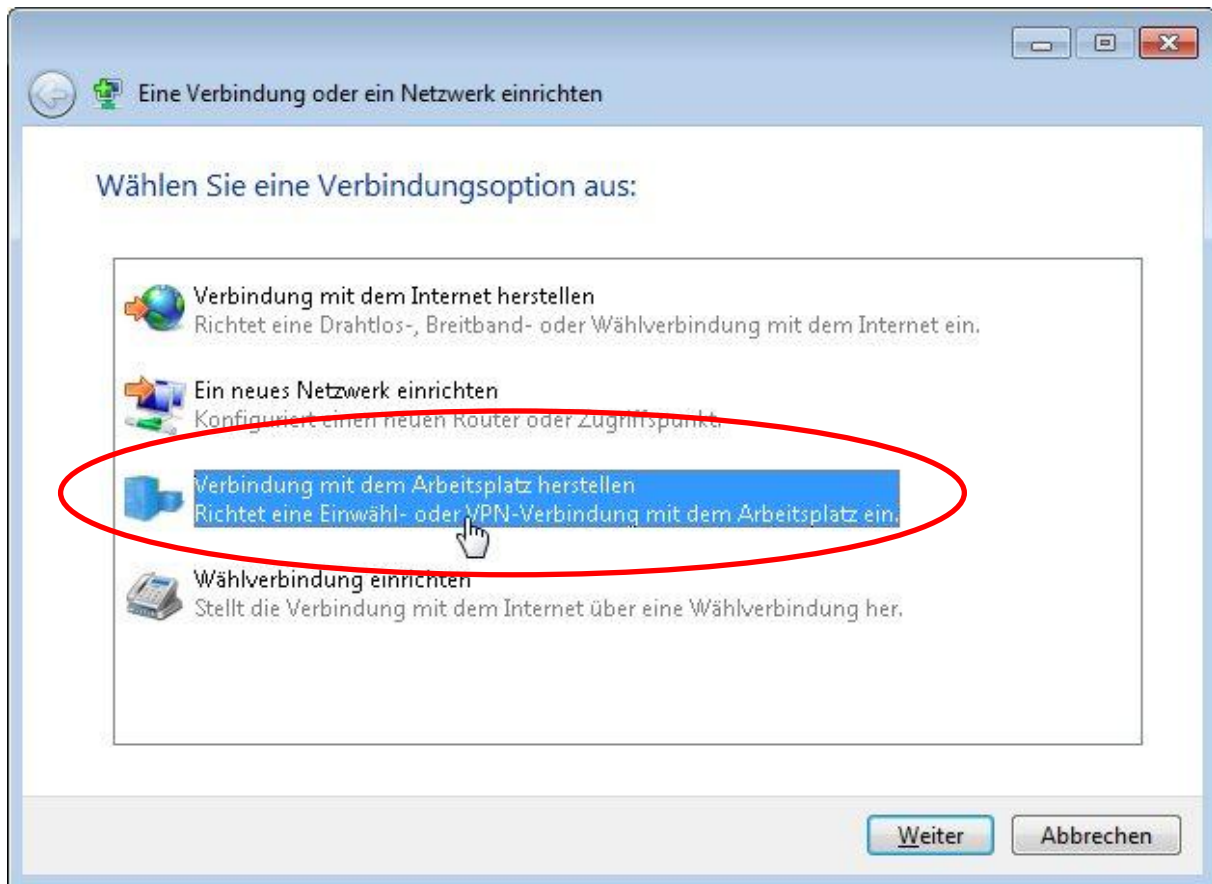 Eine Verbindung oder ein Netzwerk einrichten
Wählen Sie eine Verbindungsoption aus:
Verbindung mit dem Internet herstellen
Richtet eine Drahtlos-, Breitband- oder Wählverbindung mit dem Internet ein.
Ein neues Netzwerk einrichten
Konfiguriert einen neuen Router oder Zugriffspunkt.
Verbindung mit dem Arbeitsplatz herstellen
Richtet eine Einwähl- oder VPN-Verbindung mit dem Arbeitsplatz ein.
Wählverbindung einrichten
Stellt die Verbindung mit dem Internet über eine Wählverbindung her.
Weiter
Abbrechen